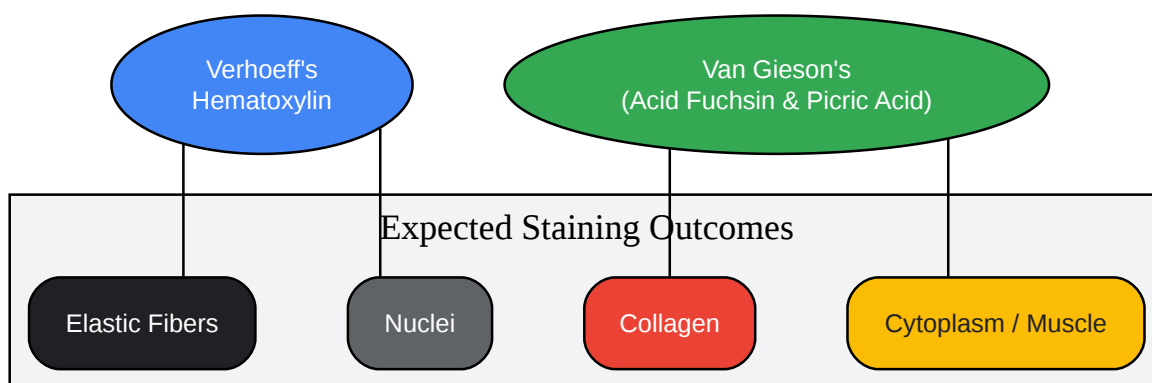 Verhoeff's
Hematoxylin
Van Gieson's
(Acid Fuchsin & Picric Acid)
Expected Staining Outcomes
Elastic Fibers
Nuclei
Collagen
Cytoplasm / Muscle